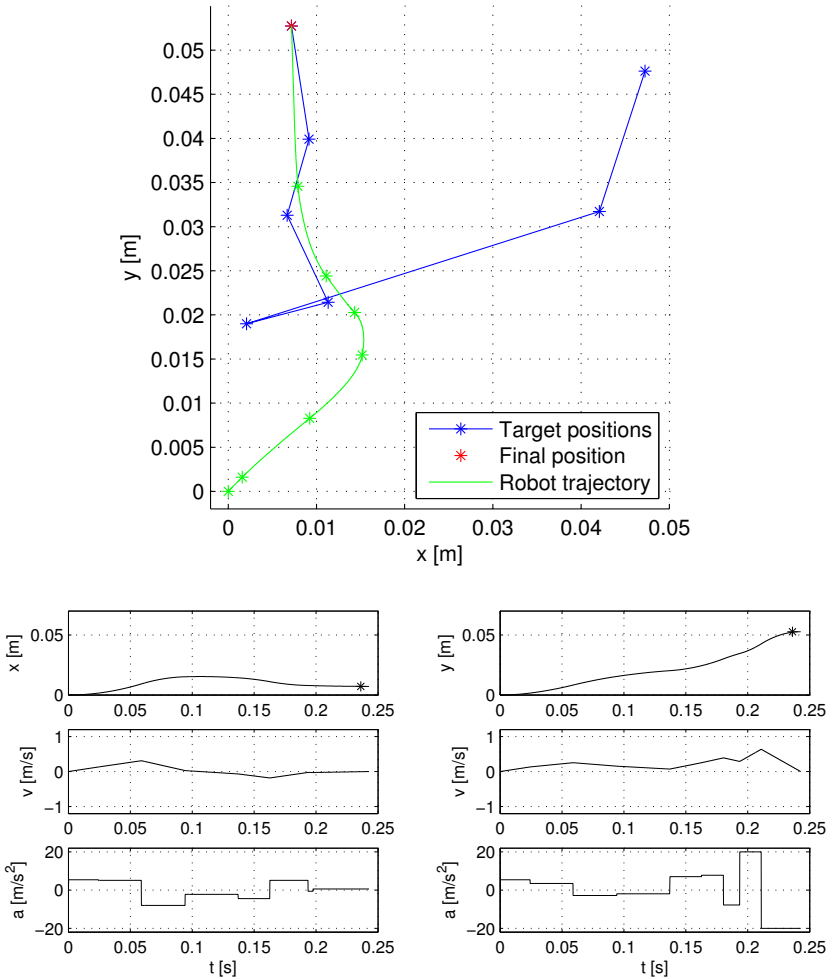 0.05
0.045
0.04
0.035
0.03
0.025
0.02
0.015
0.01
0.005
0
y [m]
0 0.01 0.02 0.03 0.04 0.05
x [m]
Target positions
Final position
Robot trajectory
x [m]
0.05
0
0 0.05 0.1 0.15 0.2 0.25
y [m]
0.05
0
0 0.05 0.1 0.15 0.2 0.25
v [m/s]
1
0
−1
0 0.05 0.1 0.15 0.2 0.25
v [m/s]
1
0
−1
0 0.05 0.1 0.15 0.2 0.25
a [m/s²]
20
0
−20
0 0.05 0.1 0.15 0.2 0.25
t [s]
a [m/s²]
20
0
−20
0 0.05 0.1 0.15 0.2 0.25
t [s]